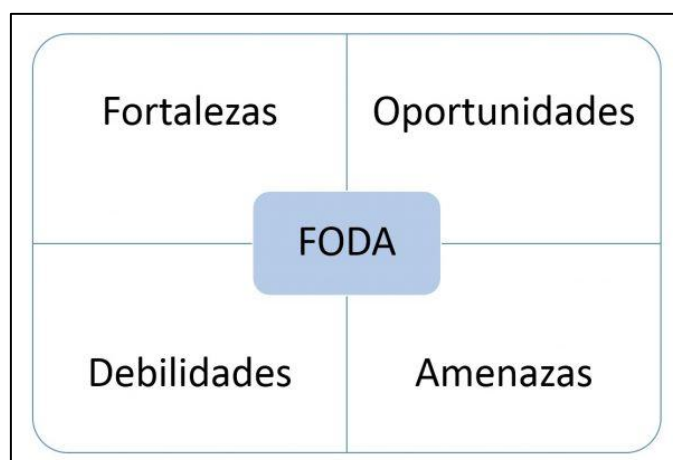 Fortalezas
Oportunidades
FODA
Debilidades
Amenazas